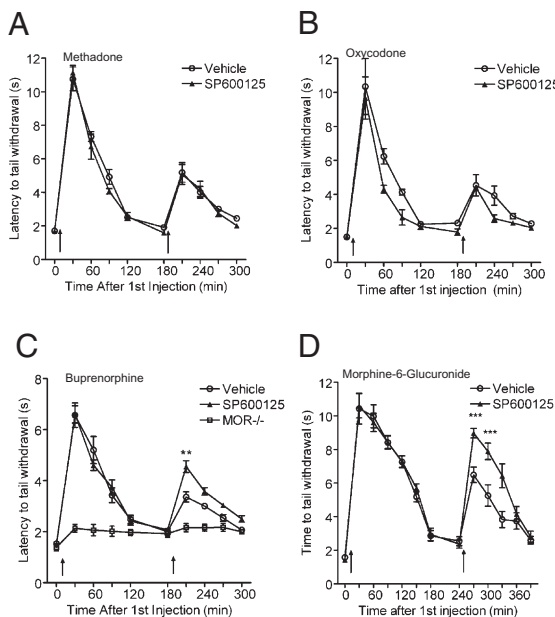 A
Methadone
Vehicle
SP600125
Latency to tail withdrawal (s)
12
10
8
6
4
2
0
0 60 120 180 240 300
Time After 1st Injection (min)
B
Oxycodone
Vehicle
SP600125
Latency to tail withdrawal (s)
12
10
8
6
4
2
0
0 60 120 180 240 300
Time after 1st injection (min)
C
Buprenorphine
Vehicle
SP600125
MOR-/-
**
Latency to tail withdrawal (s)
8
6
4
2
0
0 60 120 180 240 300
Time After 1st Injection (min)
D
Morphine-6-Glucuronide
Vehicle
SP600125
***
***
Time to tail withdrawal (s)
12
10
8
6
4
2
0
0 60 120 180 240 300 360
Time after 1st injection (min)